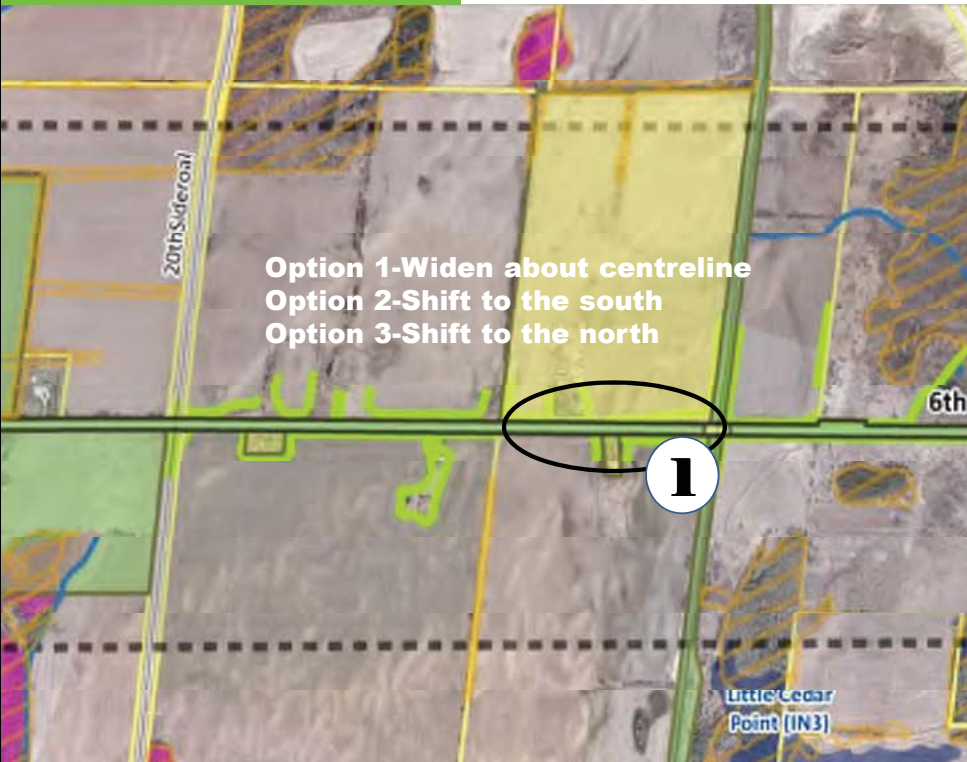 20thSideroal
Option 1-Widen about centreline
Option 2-Shift to the south
Option 3-Shift to the north
6th
1
Little Cedar
Point (IN3)